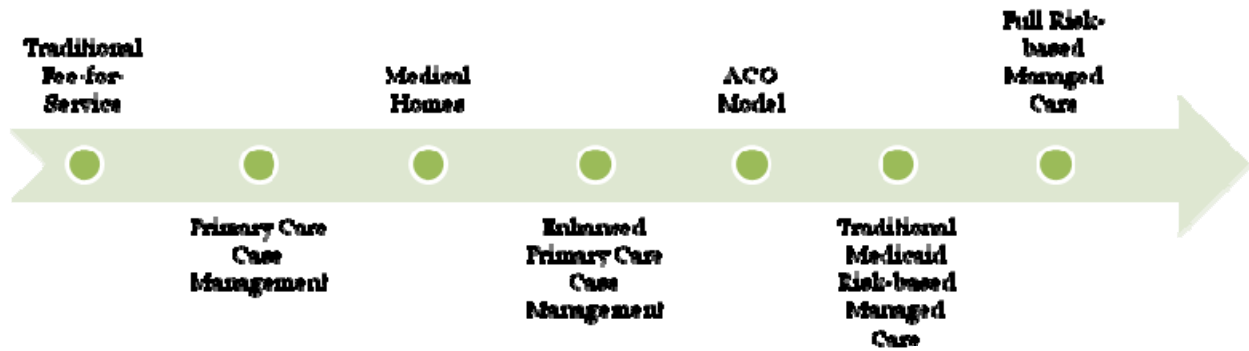 Traditional
Fee-for-
Service
Primary Care
Case
Management
Medical
Homes
Enhanced
Primary Care
Case
Management
ACO
Model
Traditional
Medicaid
Risk-based
Managed
Care
Full Risk-
based
Managed
Care